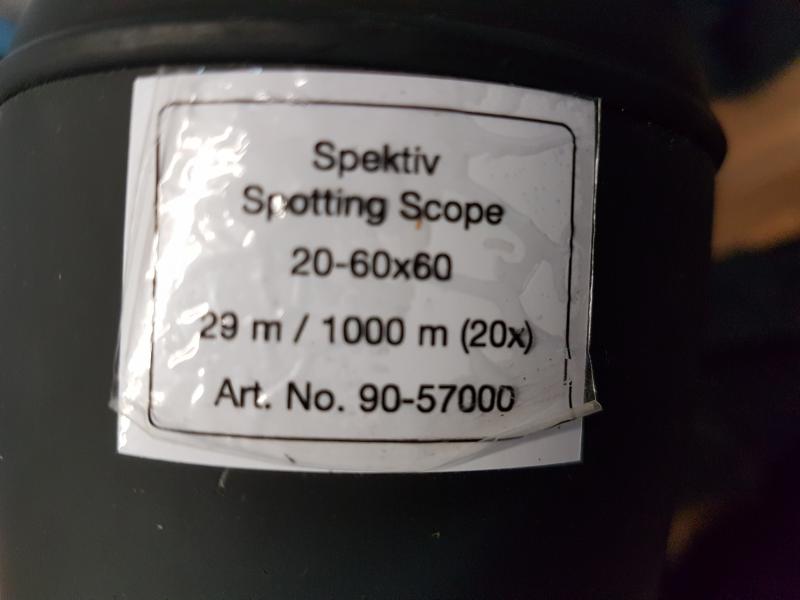 Spektiv
Spotting Scope
20-60x60
29 m / 1000 m (20x)
Art. No. 90-57000